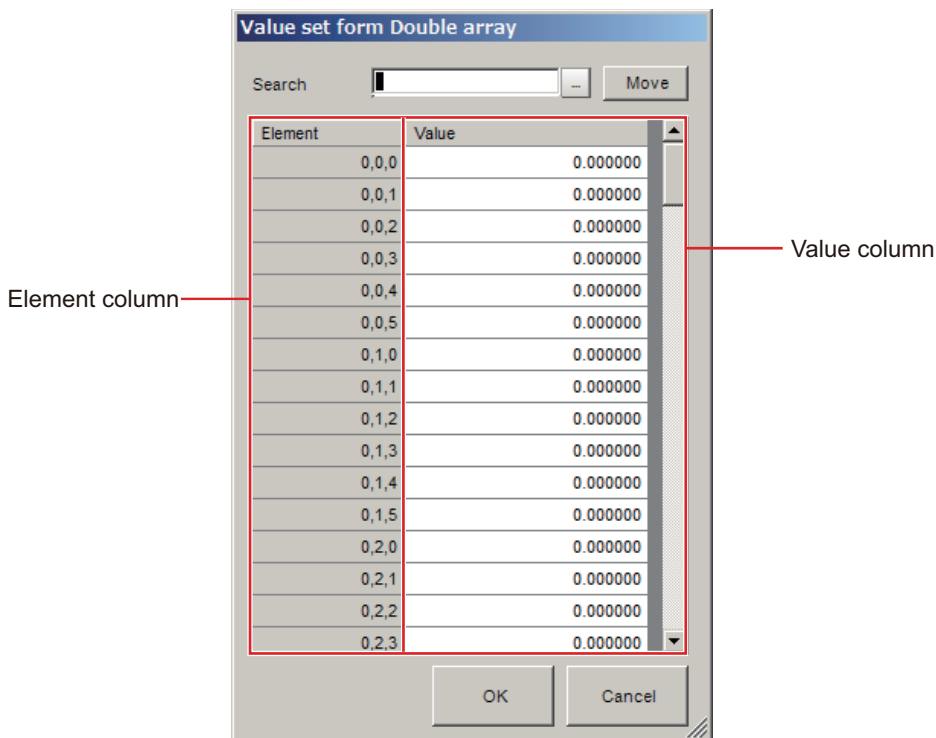 Value set form Double array
Search ... Move
Element Value
0,0,0 0.000000
0,0,1 0.000000
0,0,2 0.000000
0,0,3 0.000000
Value column
0,0,4 0.000000
Element column
0,0,5 0.000000
0,1,0 0.000000
0,1,1 0.000000
0,1,2 0.000000
0,1,3 0.000000
0,1,4 0.000000
0,1,5 0.000000
0,2,0 0.000000
0,2,1 0.000000
0,2,2 0.000000
0,2,3 0.000000
OK Cancel